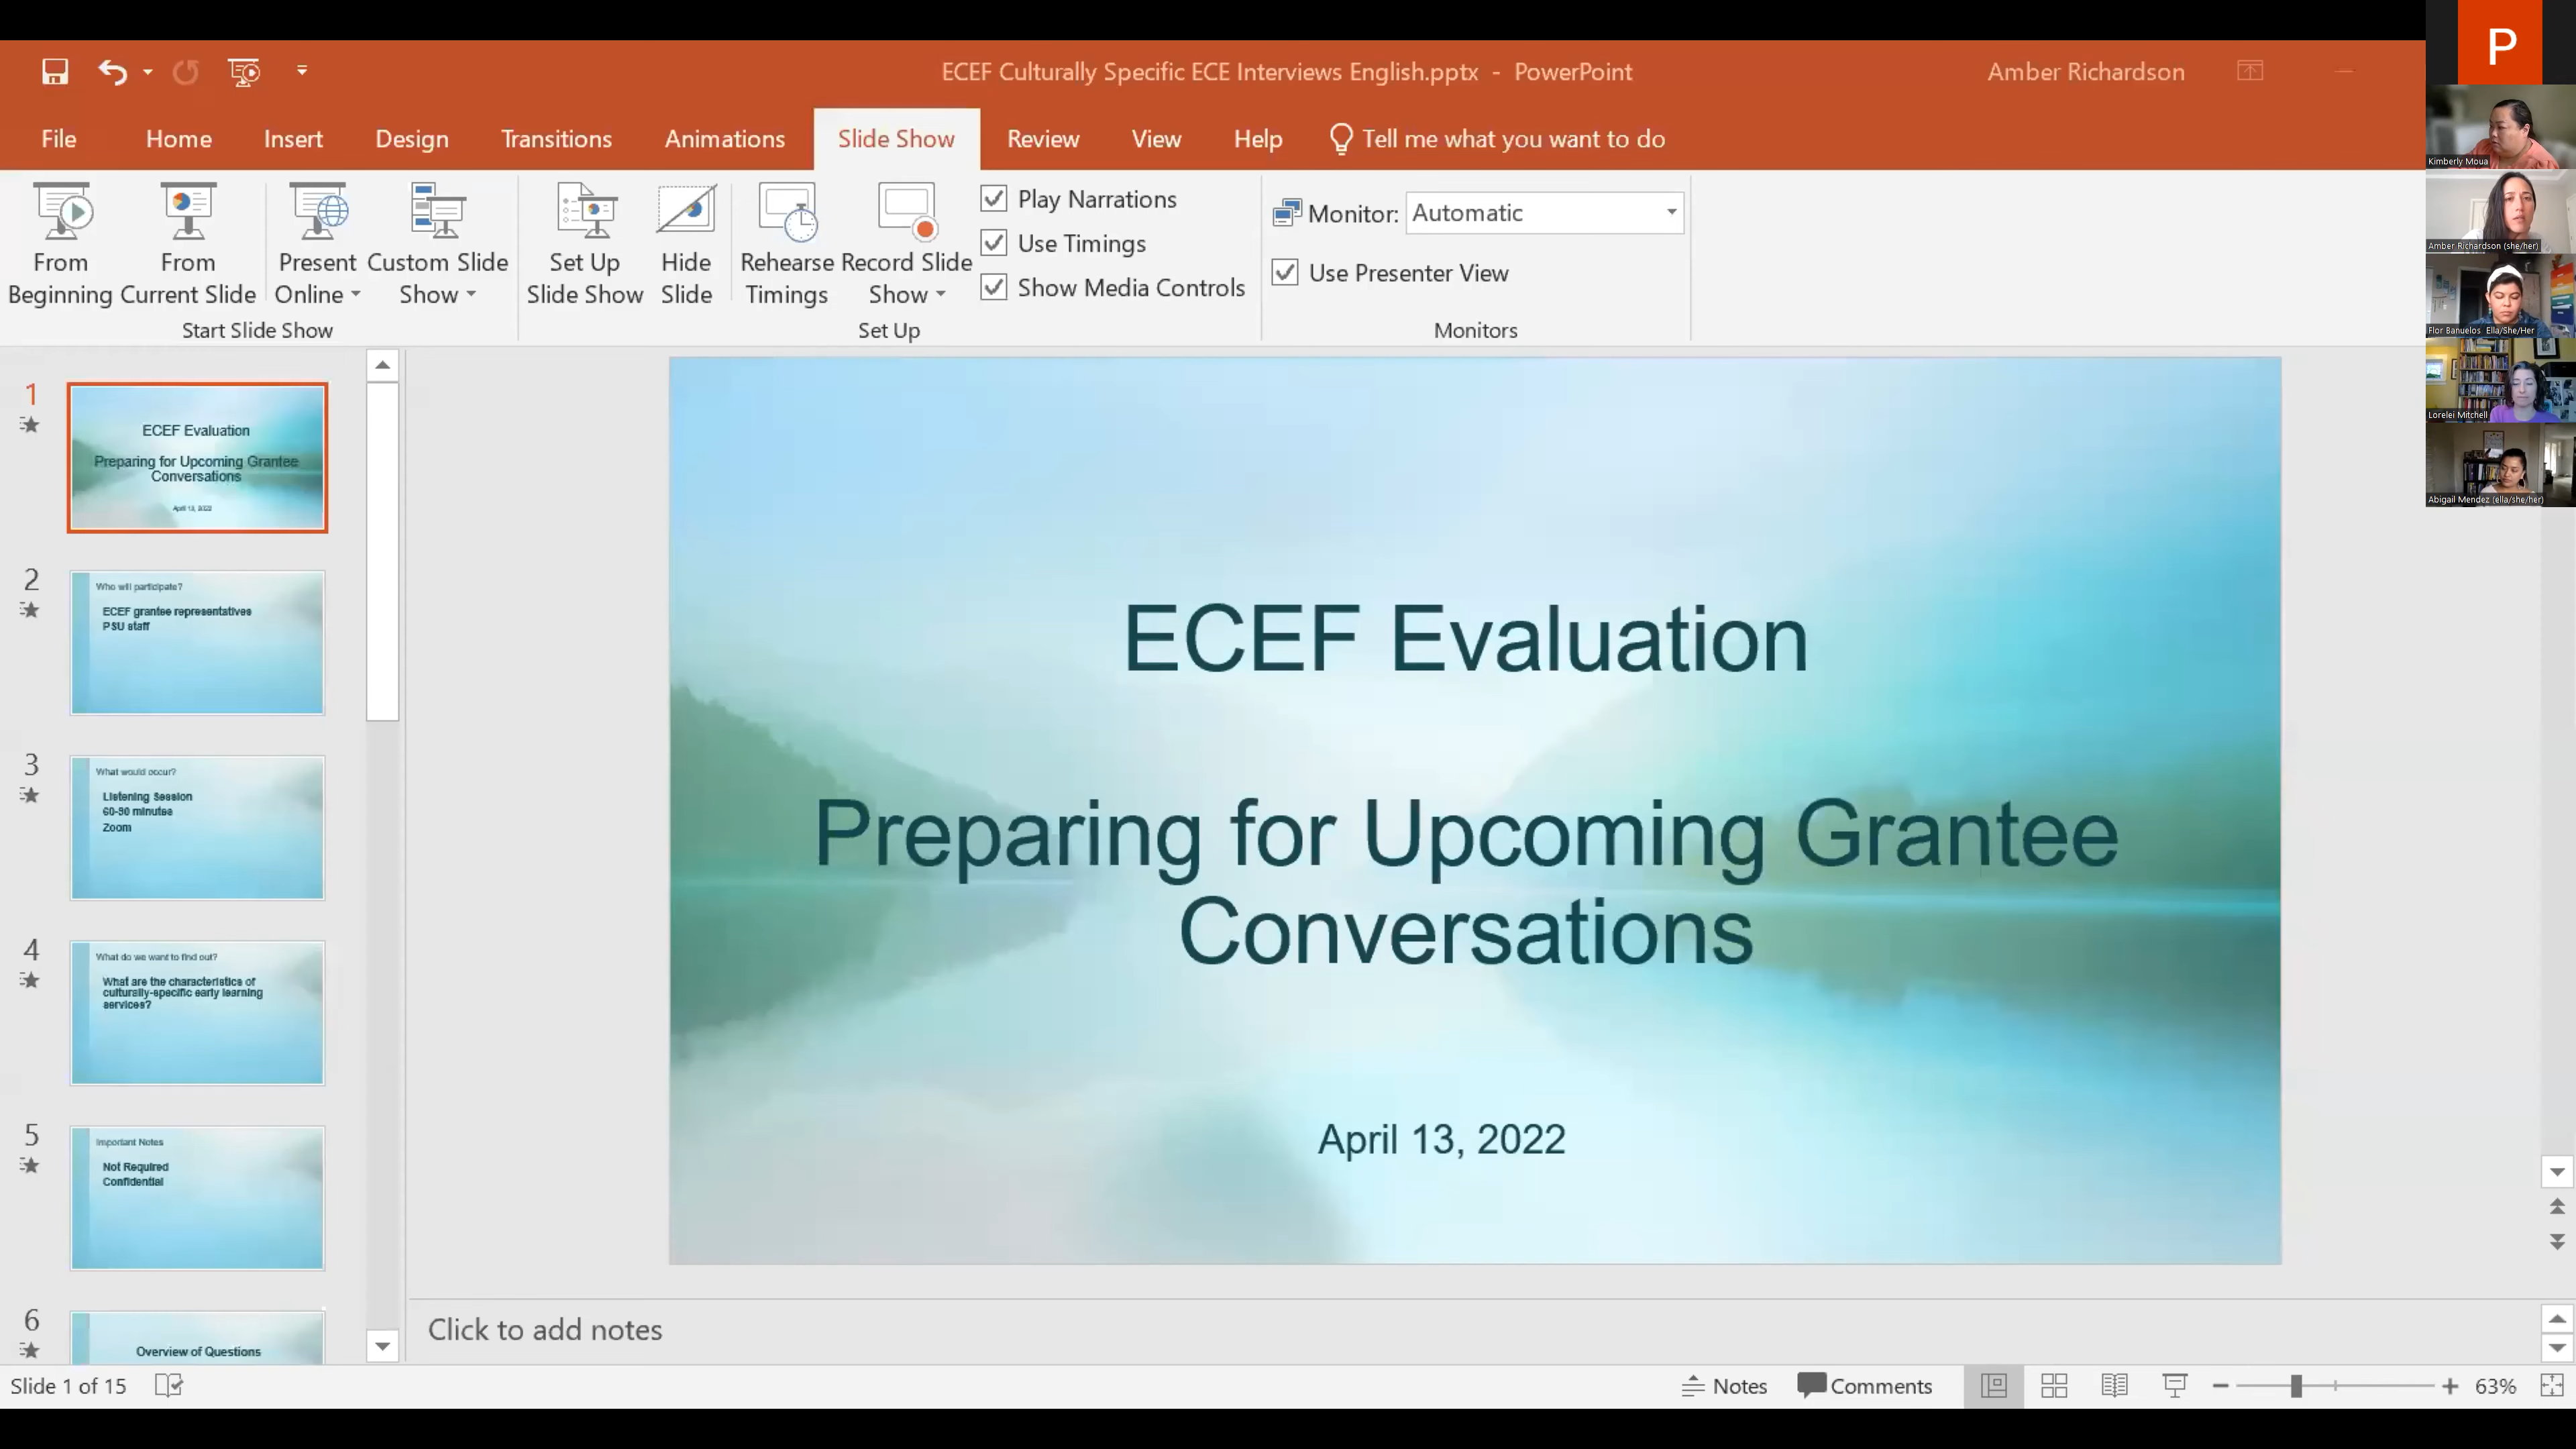 ECEF Culturally Specific ECE Interviews English.pptx - PowerPoint
Amber Richardson
P
File Home Insert Design Transitions Animations Slide Show Review View Help Tell me what you want to do
Kimberly Moua
Amber Richardson (she/her)
Flor Banuelos Ella/She/Her
Lorelei Mitchell
Abigail Mendez (ella/she/her)
From Beginning
From Current Slide
Present Online
Custom Slide Show
Start Slide Show
Set Up Slide Show
Hide Slide
Rehearse Timings
Record Slide Show
Play Narrations
Use Timings
Show Media Controls
Set Up
Monitor: Automatic
Use Presenter View
Monitors
1
ECEF Evaluation
Preparing for Upcoming Grantee
Conversations
April 13, 2022
2
Who will participate?
ECEF grantee representatives
PSU staff
3
What would occur?
Listening Session
60-90 minutes
Zoom
4
What do we want to find out?
What are the characteristics of
culturally-specific early learning
services?
5
Important Notes
Not Required
Confidential
6
Overview of Questions
ECEF Evaluation
Preparing for Upcoming Grantee
Conversations
April 13, 2022
Click to add notes
Slide 1 of 15
Notes
Comments
63%